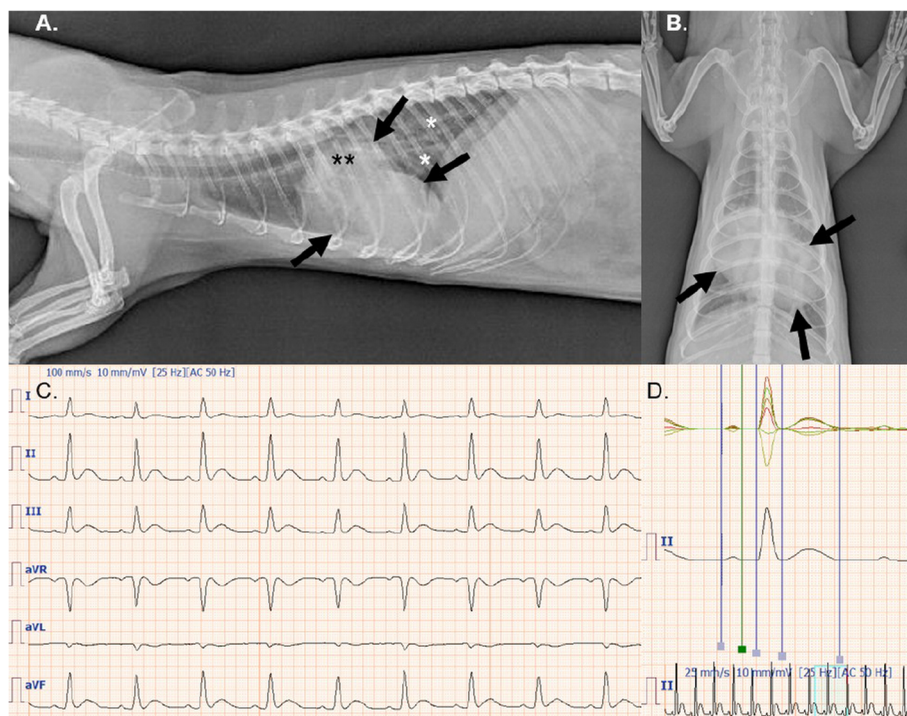 A.
B.
*
**
*
C.
100 mm/s 10 mm/mV [25 Hz][AC 50 Hz]
I
II
III
aVR
aVL
aVF
D.
II
25 mm/s 10 mm/mV [25 Hz][AC 50 Hz]
II